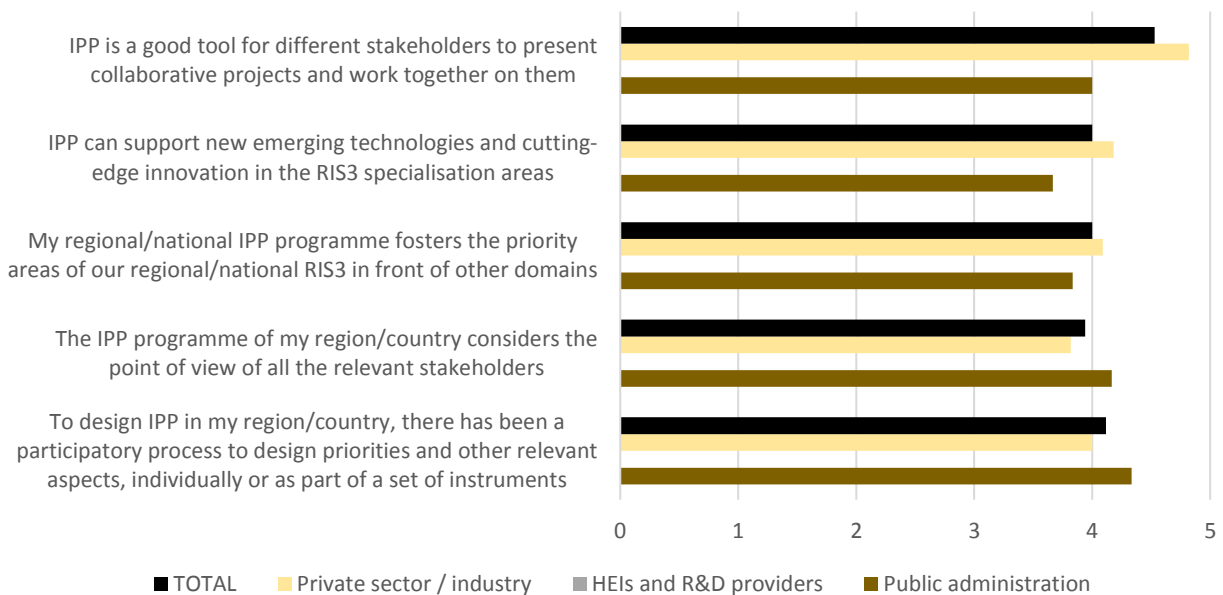 IPP is a good tool for different stakeholders to present
collaborative projects and work together on them
IPP can support new emerging technologies and cutting-
edge innovation in the RIS3 specialisation areas
My regional/national IPP programme fosters the priority
areas of our regional/national RIS3 in front of other domains
The IPP programme of my region/country considers the
point of view of all the relevant stakeholders
To design IPP in my region/country, there has been a
participatory process to design priorities and other relevant
aspects, individually or as part of a set of instruments
0 1 2 3 4 5
TOTAL Private sector / industry HEIs and R&D providers Public administration